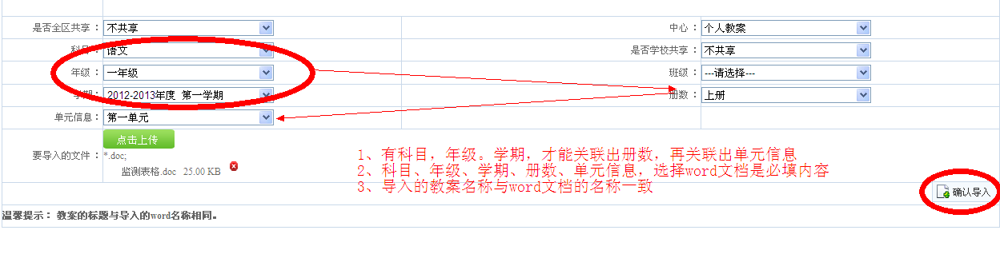 是否全区共享： 不共享 中心： 个人教案
科目： 语文 是否学校共享： 不共享
年级： 一年级 班级： ---请选择---
学期： 2012-2013年度 第一学期 册数： 上册
单元信息： 第一单元
点击上传
要导入的文件： *.doc;
监测表格.doc 25.00 KB
1、有科目，年级。学期，才能关联出册数，再关联出单元信息
2、科目、年级、学期、册数、单元信息，选择word文档是必填内容
3、导入的教案名称与word文档的名称一致
确认导入
温馨提示： 教案的标题与导入的word名称相同。